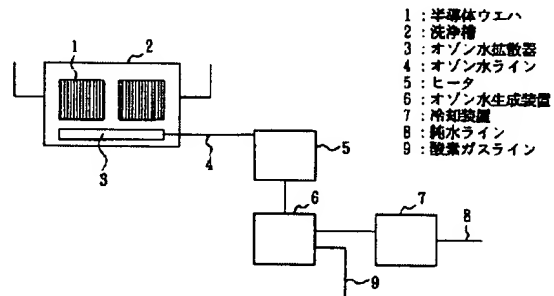 1
2
3
4
5
6
7
8
9
1：半導体ウエハ
2：洗浄槽
3：オゾン水拡散器
4：オゾン水ライン
5：ヒータ
6：オゾン水生成装置
7：冷却装置
8：純水ライン
9：酸素ガスライン